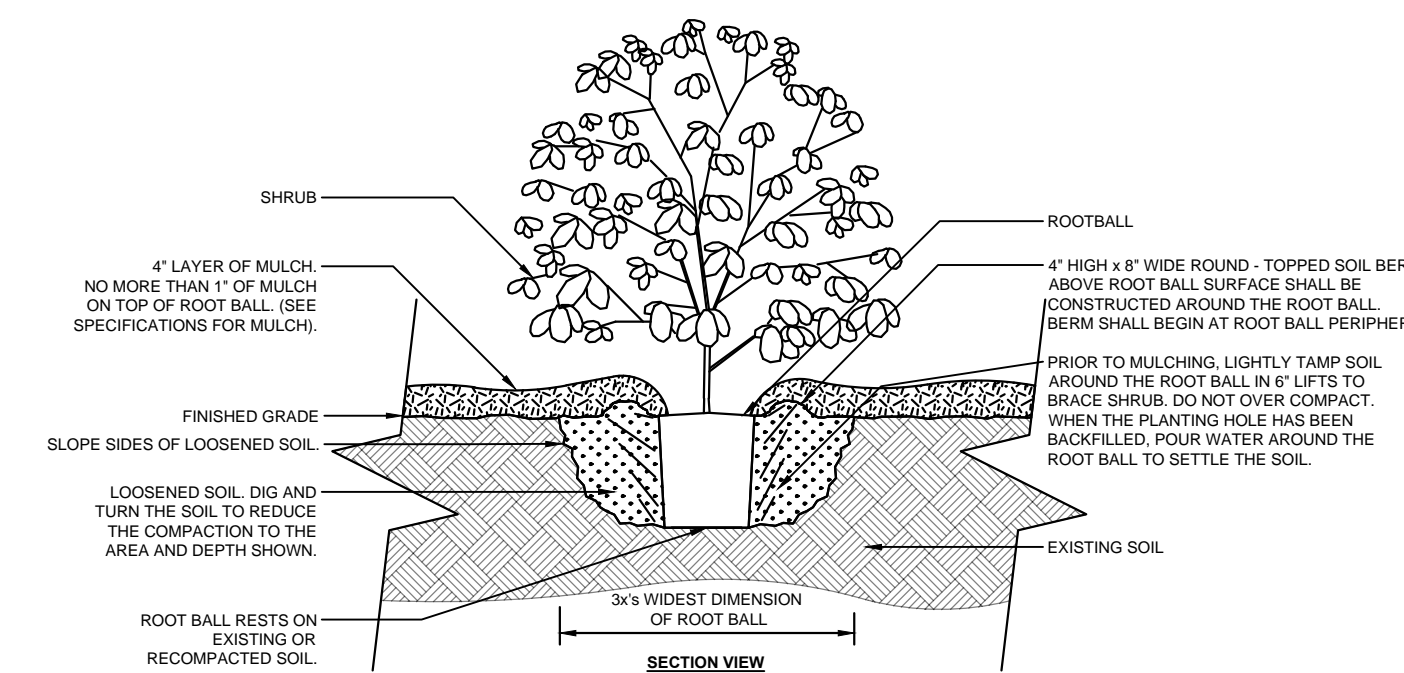 SHRUB
4" LAYER OF MULCH.
NO MORE THAN 1" OF MULCH
ON TOP OF ROOT BALL. (SEE
SPECIFICATIONS FOR MULCH).
FINISHED GRADE
SLOPE SIDES OF LOOSENED SOIL.
LOOSENED SOIL. DIG AND
TURN THE SOIL TO REDUCE
THE COMPACTION TO THE
AREA AND DEPTH SHOWN.
ROOT BALL RESTS ON
EXISTING OR
RECOMPACTED SOIL.
ROOTBALL
4" HIGH x 8" WIDE ROUND - TOPPED SOIL
ABOVE ROOT BALL SURFACE SHALL BE
CONSTRUCTED AROUND THE ROOT BALL.
BERM SHALL BEGIN AT ROOT BALL
PRIOR TO MULCHING, LIGHTLY TAMP SOIL
AROUND THE ROOT BALL IN 6" LIFTS TO
BRACE SHRUB. DO NOT OVER COMPACT.
WHEN THE PLANTING HOLE HAS BEEN
BACKFILLED, POUR WATER AROUND THE
ROOT BALL TO SETTLE THE SOIL.
EXISTING SOIL
3x's WIDEST DIMENSION
OF ROOT BALL
SECTION VIEW